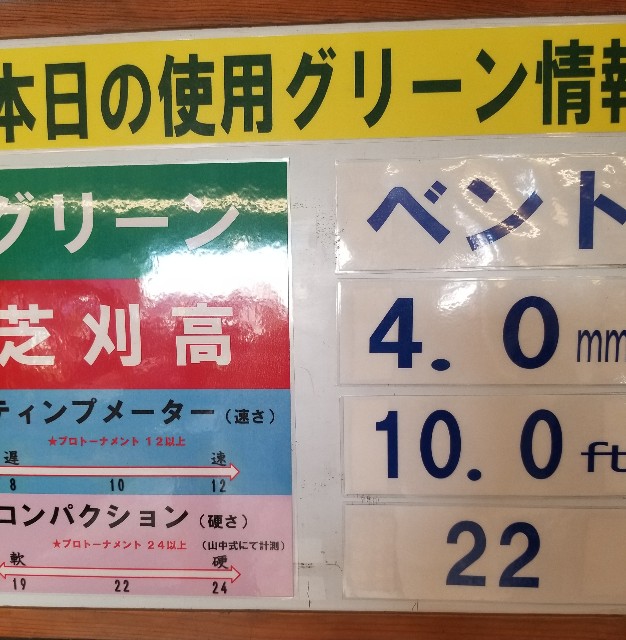 本日の使用グリーン情報
グリーン
ベント
芝刈高
4.0mm
ティンプメーター(速さ)
★プロトーナメント12以上
遅 速
8 10 12
10.0ft
コンパクション(硬さ)
★プロトーナメント24以上 (山中式にて計測)
軟 硬
19 22 24
22